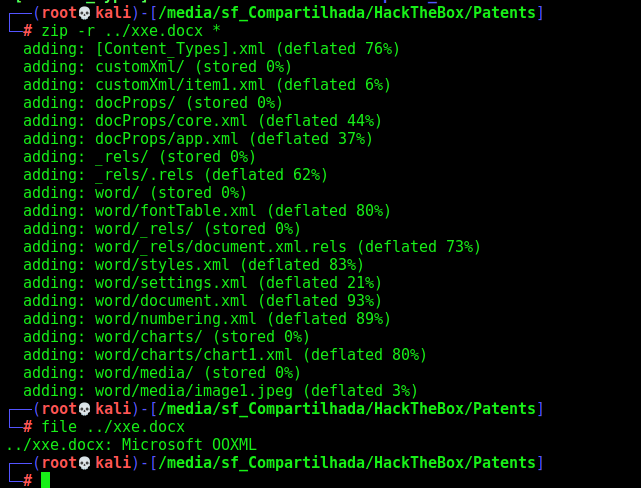 ┌──(root💀kali)-[/media/sf_Compartilhada/HackTheBox/Patents]
└─# zip -r ../xxe.docx *
  adding: [Content_Types].xml (deflated 76%)
  adding: customXml/ (stored 0%)
  adding: customXml/item1.xml (deflated 6%)
  adding: docProps/ (stored 0%)
  adding: docProps/core.xml (deflated 44%)
  adding: docProps/app.xml (deflated 37%)
  adding: _rels/ (stored 0%)
  adding: _rels/.rels (deflated 62%)
  adding: word/ (stored 0%)
  adding: word/fontTable.xml (deflated 80%)
  adding: word/_rels/ (stored 0%)
  adding: word/_rels/document.xml.rels (deflated 73%)
  adding: word/styles.xml (deflated 83%)
  adding: word/settings.xml (deflated 21%)
  adding: word/document.xml (deflated 93%)
  adding: word/numbering.xml (deflated 89%)
  adding: word/charts/ (stored 0%)
  adding: word/charts/chart1.xml (deflated 80%)
  adding: word/media/ (stored 0%)
  adding: word/media/image1.jpeg (deflated 3%)
┌──(root💀kali)-[/media/sf_Compartilhada/HackTheBox/Patents]
└─# file ../xxe.docx
../xxe.docx: Microsoft OOXML
┌──(root💀kali)-[/media/sf_Compartilhada/HackTheBox/Patents]
└─#